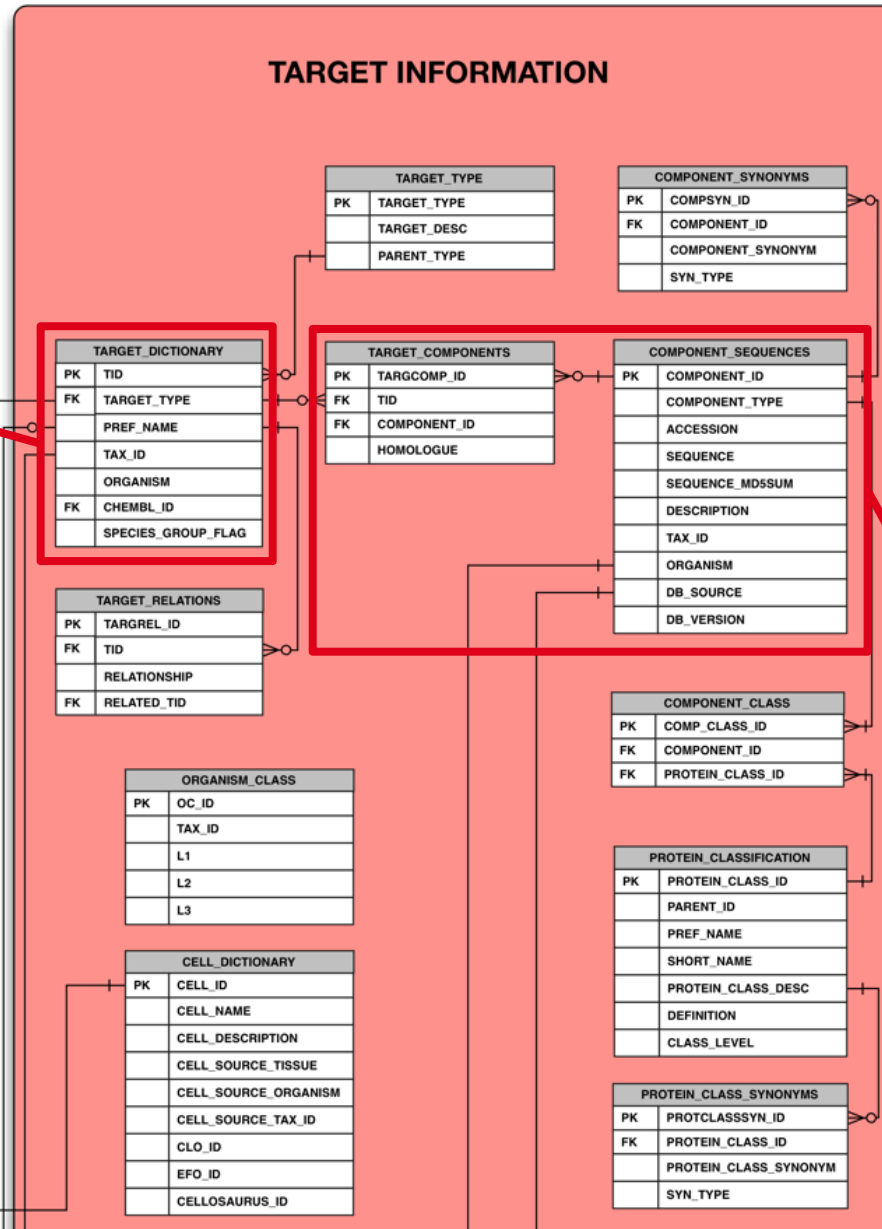 TARGET INFORMATION
TARGET_TYPE
PK TARGET_TYPE
TARGET_DESC
PARENT_TYPE
COMPONENT_SYNONYMS
PK COMPSYN_ID
FK COMPONENT_ID
COMPONENT_SYNONYM
SYN_TYPE
TARGET_DICTIONARY
PK TID
FK TARGET_TYPE
PREF_NAME
TAX_ID
ORGANISM
FK CHEMBL_ID
SPECIES_GROUP_FLAG
TARGET_COMPONENTS
PK TARGCOMP_ID
FK TID
FK COMPONENT_ID
HOMOLOGUE
COMPONENT_SEQUENCES
PK COMPONENT_ID
COMPONENT_TYPE
ACCESSION
SEQUENCE
SEQUENCE_MD5SUM
DESCRIPTION
TAX_ID
ORGANISM
DB_SOURCE
DB_VERSION
TARGET_RELATIONS
PK TARGREL_ID
FK TID
RELATIONSHIP
FK RELATED_TID
COMPONENT_CLASS
PK COMP_CLASS_ID
FK COMPONENT_ID
FK PROTEIN_CLASS_ID
ORGANISM_CLASS
PK OC_ID
TAX_ID
L1
L2
L3
PROTEIN_CLASSIFICATION
PK PROTEIN_CLASS_ID
PARENT_ID
PREF_NAME
SHORT_NAME
PROTEIN_CLASS_DESC
DEFINITION
CLASS_LEVEL
CELL_DICTIONARY
PK CELL_ID
CELL_NAME
CELL_DESCRIPTION
CELL_SOURCE_TISSUE
CELL_SOURCE_ORGANISM
CELL_SOURCE_TAX_ID
CLO_ID
EFO_ID
CELLOSAURUS_ID
PROTEIN_CLASS_SYNONYMS
PK PROTCLASSSYN_ID
FK PROTEIN_CLASS_ID
PROTEIN_CLASS_SYNONYM
SYN_TYPE